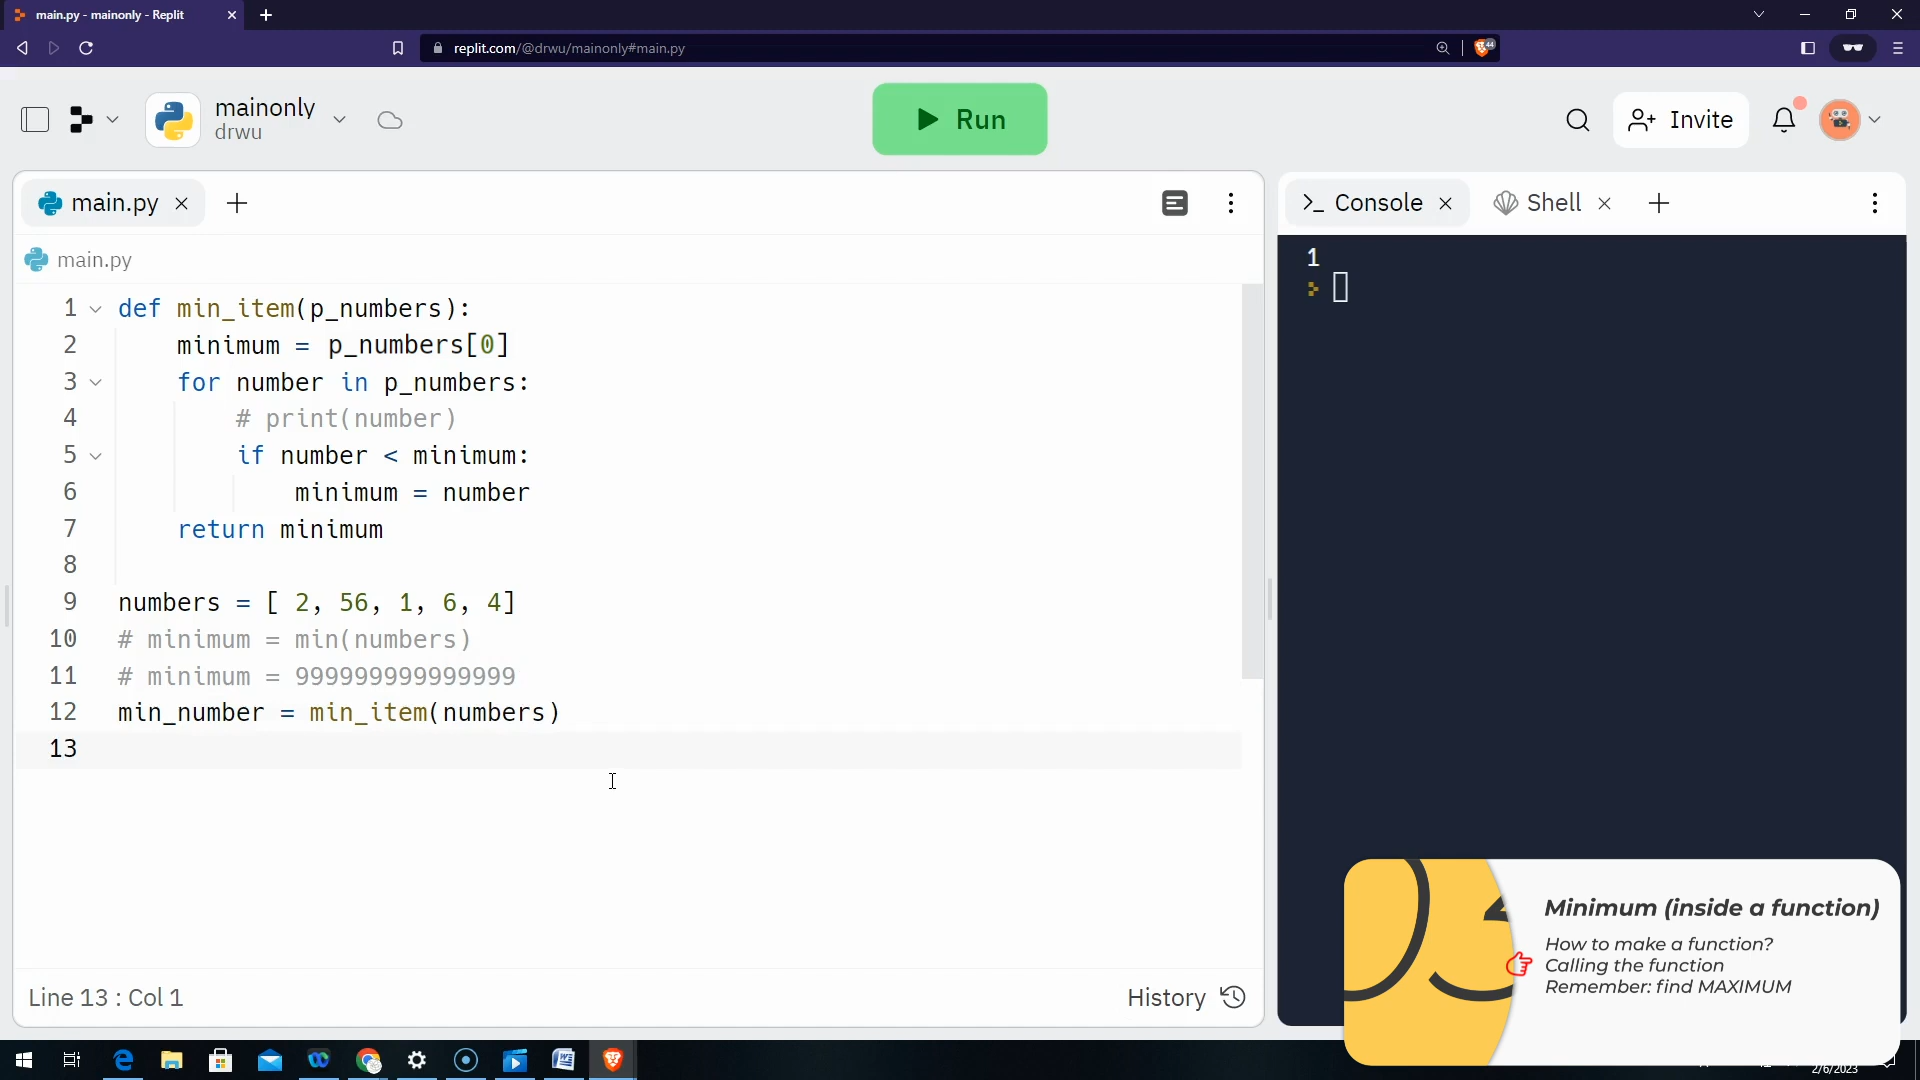 main.py - mainonly - Replit
replit.com/@drwu/mainonly#main.py
44
mainonly
drwu
Run
Invite
main.py
Console
Shell
main.py
1 def min_item(p_numbers):
2 minimum = p_numbers[0]
3 for number in p_numbers:
4 # print(number)
5 if number < minimum:
6 minimum = number
7 return minimum
8
9 numbers = [ 2, 56, 1, 6, 4]
10 # minimum = min(numbers)
11 # minimum = 999999999999999
12 min_number = min_item(numbers)
13
1
Line 13 : Col 1
History
Minimum (inside a function)
How to make a function?
Calling the function
Remember: find MAXIMUM
2/6/2023